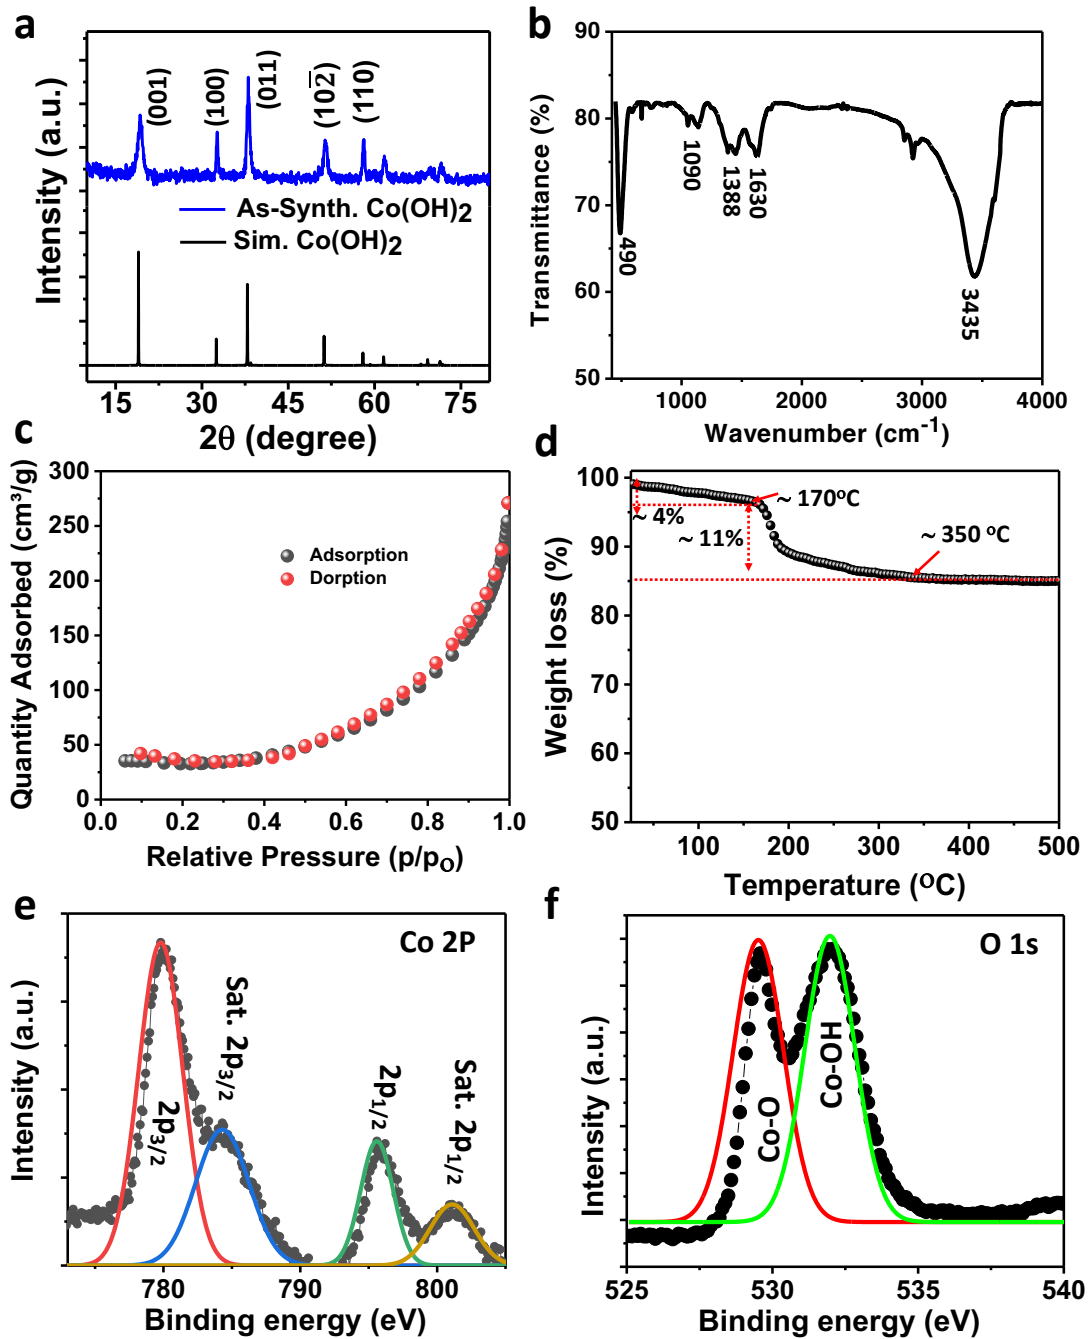 a
Intensity (a.u.)
(001)
(100)
(011)
(102̄)
(110)
As-Synth. Co(OH)2
Sim. Co(OH)2
15 30 45 60 75
2θ (degree)
b
Transmittance (%)
90
80
70
60
50
490
1090
1388
1630
3435
1000 2000 3000 4000
Wavenumber (cm-1)
c
Quantity Adsorbed (cm³/g)
300
250
200
150
100
50
0
Adsorption
Dorption
0.0 0.2 0.4 0.6 0.8 1.0
Relative Pressure (p/po)
d
Weight loss (%)
100
90
80
70
60
50
~ 4%
~ 11%
~ 170oC
~ 350 oC
100 200 300 400 500
Temperature (OC)
e
Intensity (a.u.)
Co 2P
2p3/2
Sat. 2p3/2
2p1/2
Sat. 2p1/2
780 790 800
Binding energy (eV)
f
Intensity (a.u.)
O 1s
Co-O
Co-OH
525 530 535 540
Binding energy (eV)